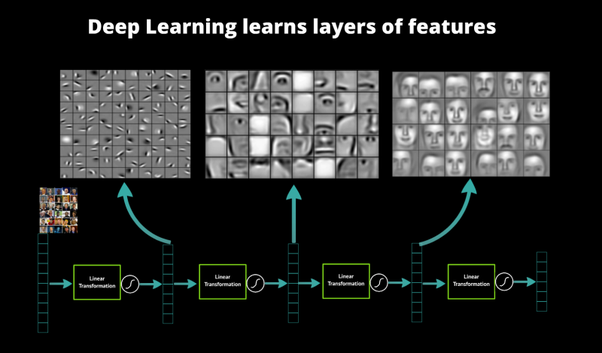 Deep Learning learns layers of features
Linear
Transformation
Linear
Transformation
Linear
Transformation
Linear
Transformation